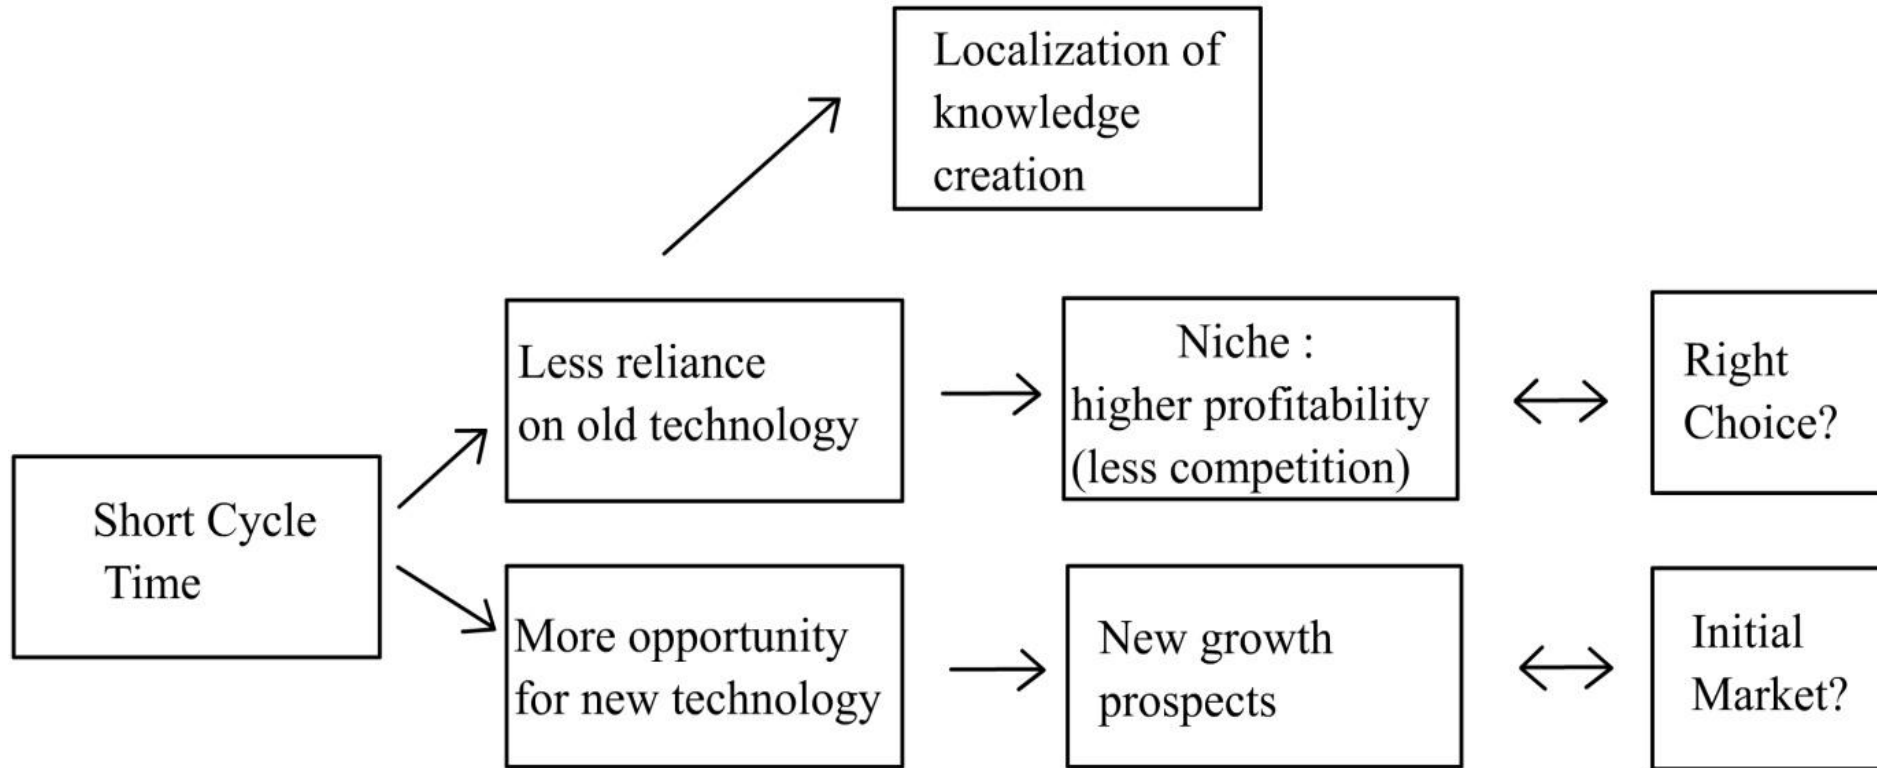 Localization of
knowledge
creation
Less reliance
on old technology
Niche :
higher profitability
(less competition)
Right
Choice?
Short Cycle
Time
More opportunity
for new technology
New growth
prospects
Initial
Market?